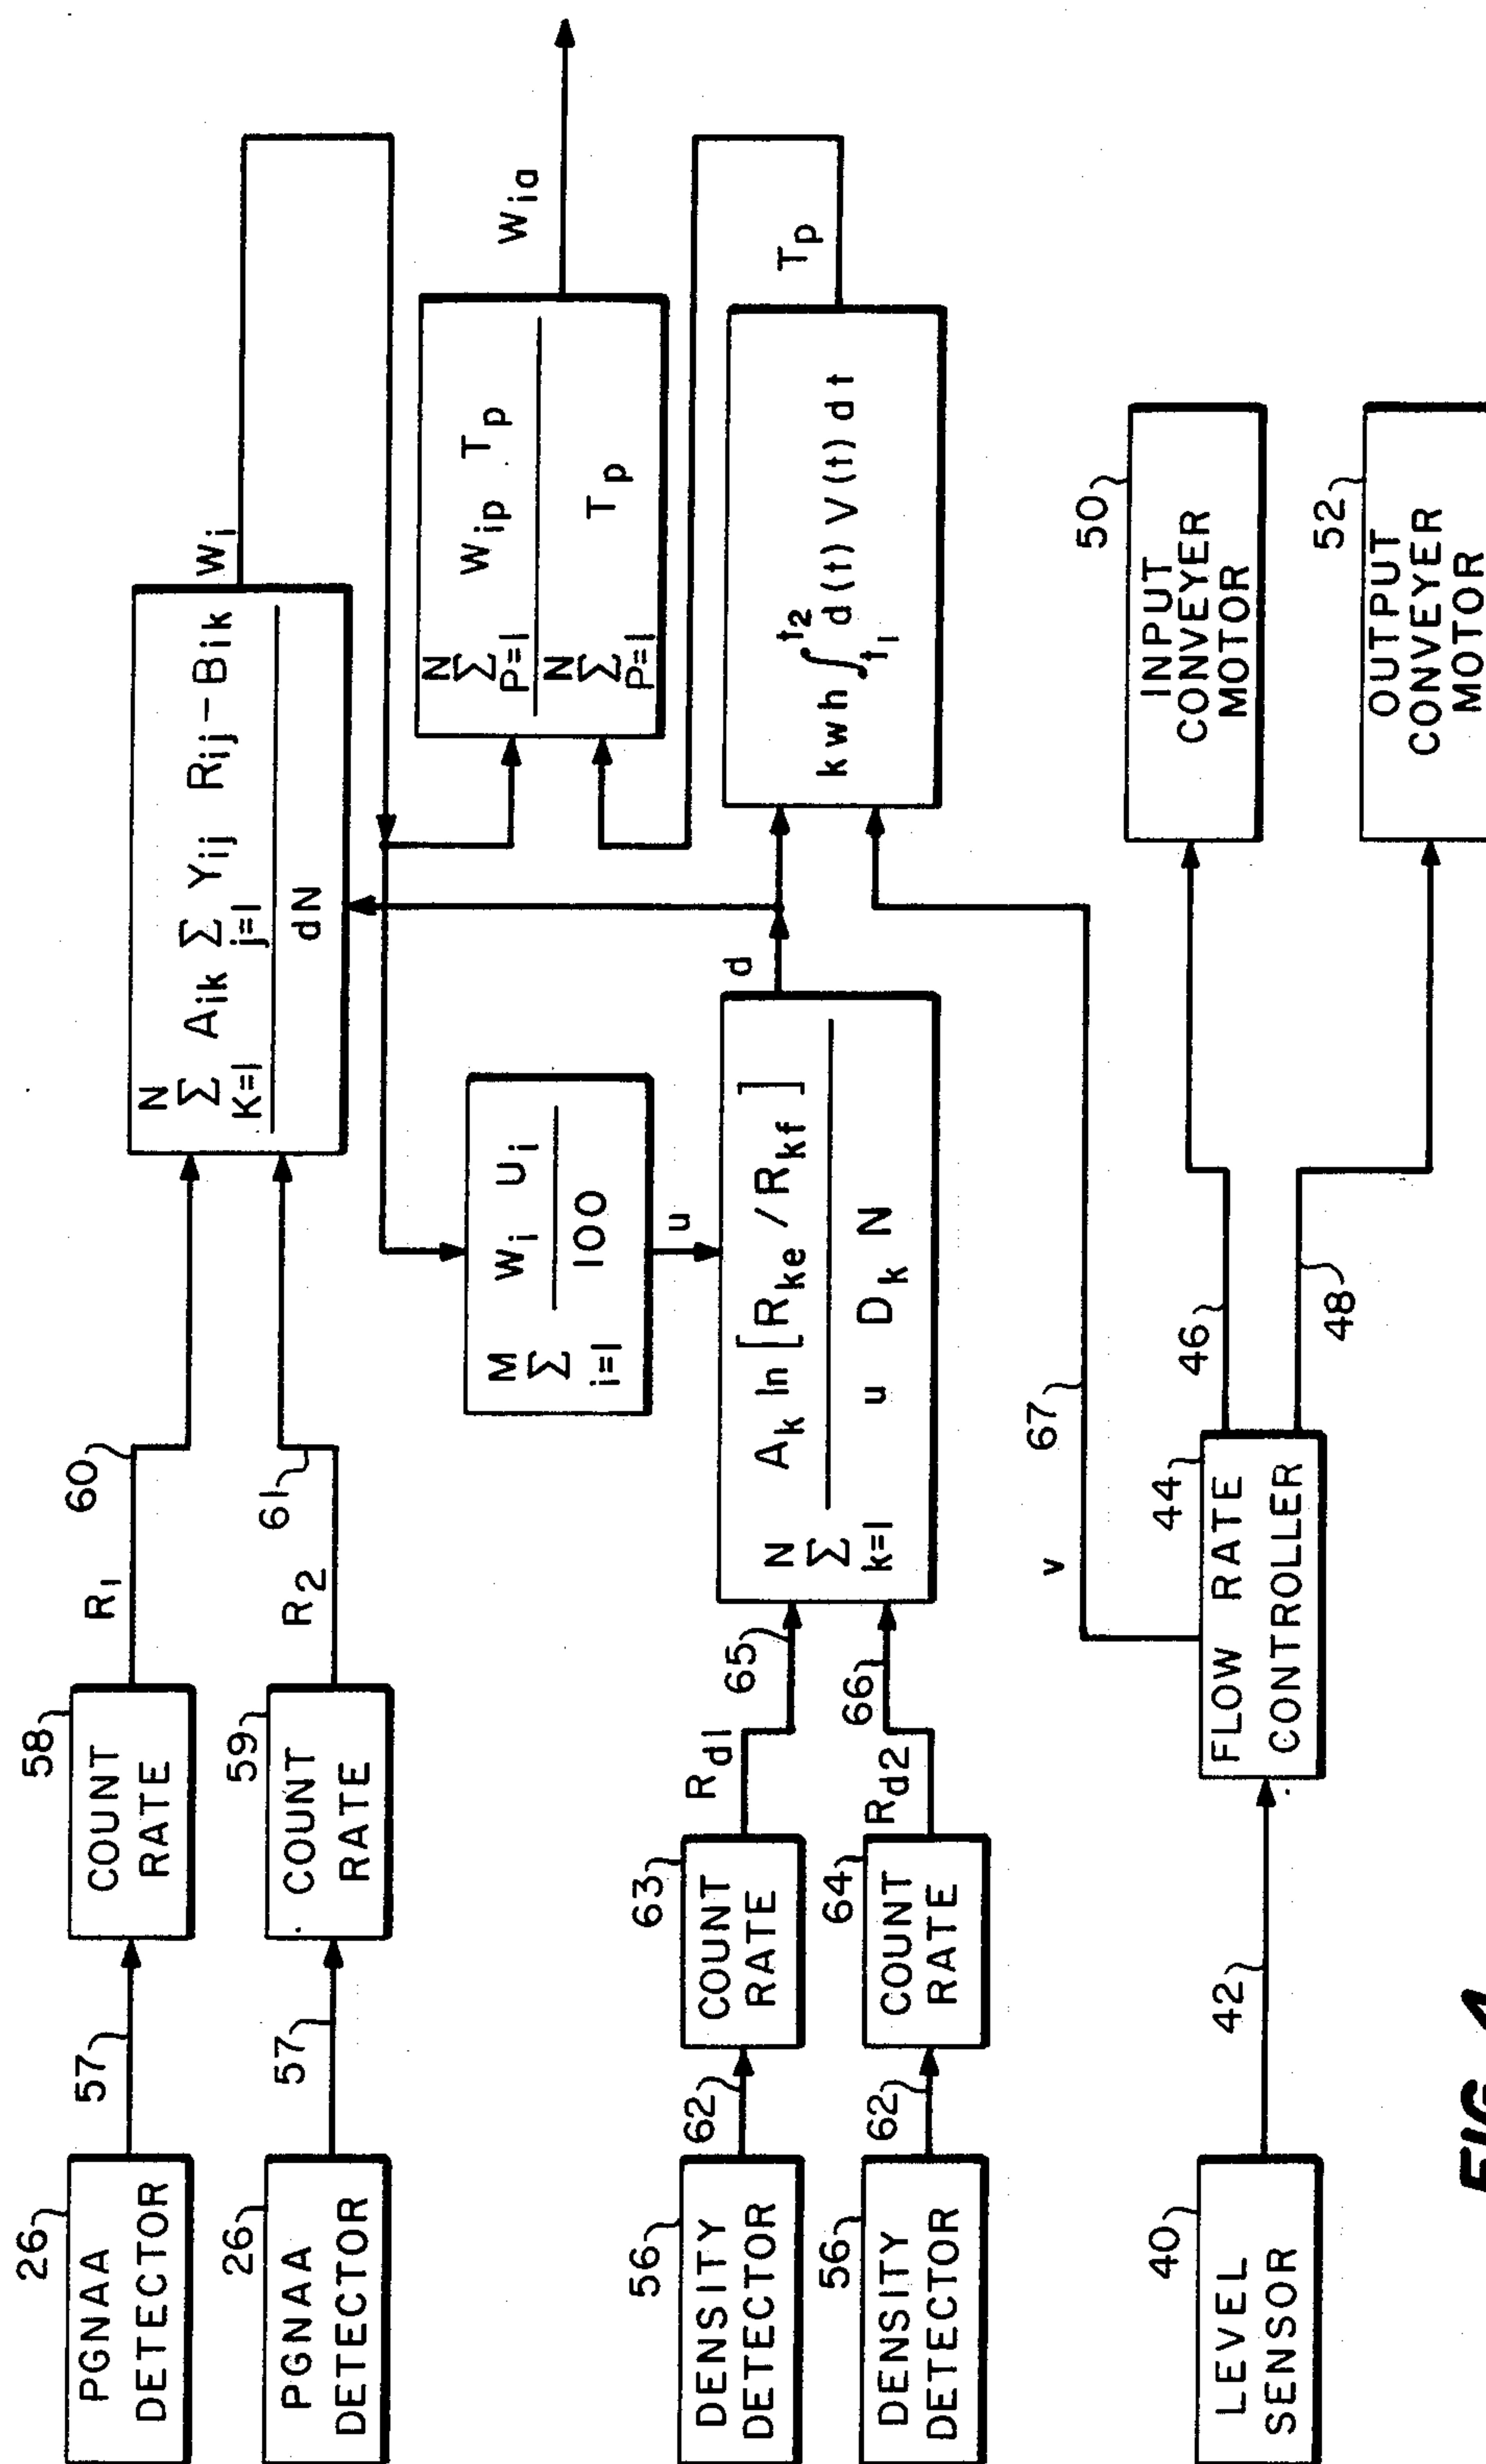 26
PGNAA
DETECTOR
57
58
COUNT
RATE
R1
60
26
PGNAA
DETECTOR
57
59
COUNT
RATE
R2
61
N
Σ
K=1
Aik Σ Yij Rij-Bik
j=1
dN
Wi
M
Σ
i=1
Wi Ui
100
u
N
Σ
P=1
Wip Tp
N
Σ
P=1
Tp
Wia
56
DENSITY
DETECTOR
62
63
COUNT
RATE
Rd1
65
56
DENSITY
DETECTOR
62
64
COUNT
RATE
Rd2
66
N
Σ
k=1
Ak ln [Rke / Rkf]
u Dk N
d
kwh ∫t1t2 d(t) V(t) dt
Tp
40
LEVEL
SENSOR
42
44
FLOW RATE
CONTROLLER
v
67
46
48
50
INPUT
CONVEYER
MOTOR
52
OUTPUT
CONVEYER
MOTOR